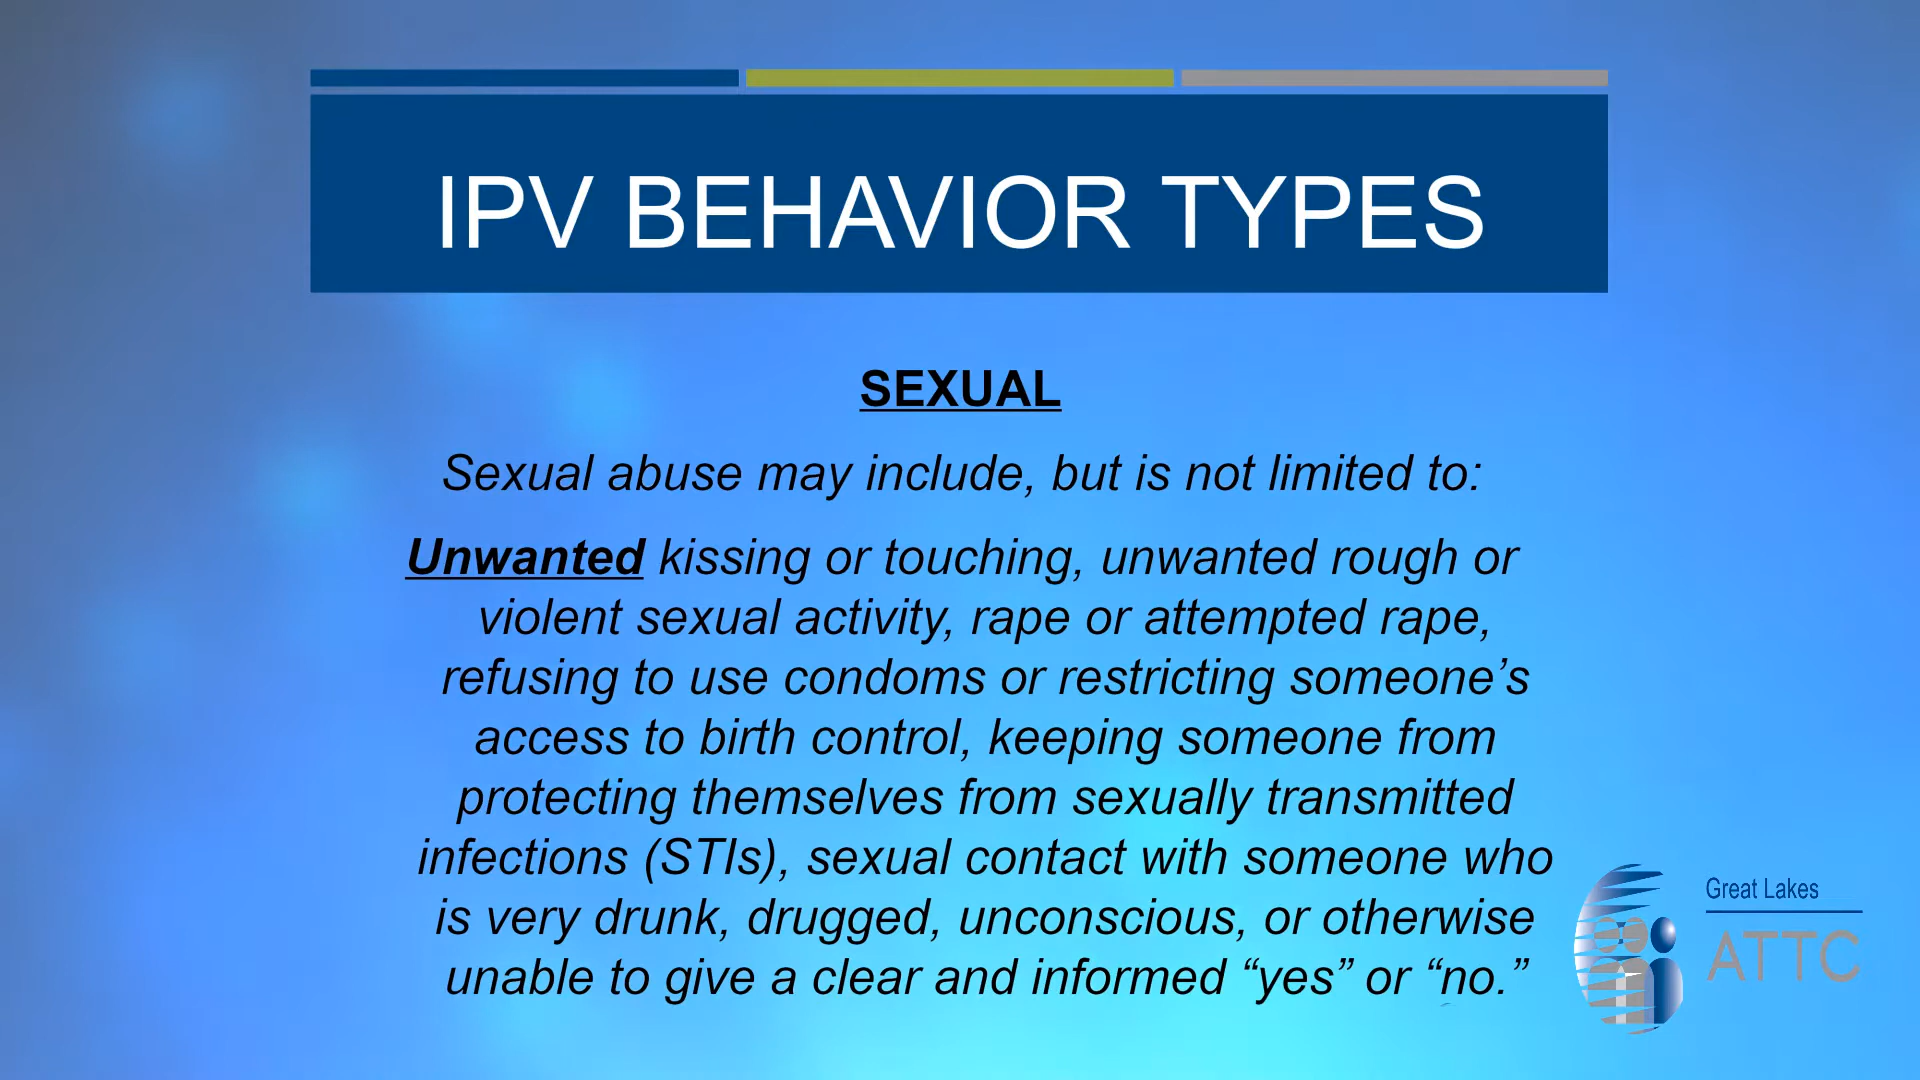 IPV BEHAVIOR TYPES
SEXUAL
Sexual abuse may include, but is not limited to:
Unwanted kissing or touching, unwanted rough or
violent sexual activity, rape or attempted rape,
refusing to use condoms or restricting someone’s
access to birth control, keeping someone from
protecting themselves from sexually transmitted
infections (STIs), sexual contact with someone who
is very drunk, drugged, unconscious, or otherwise
unable to give a clear and informed “yes” or “no.”
Great Lakes
ATTC